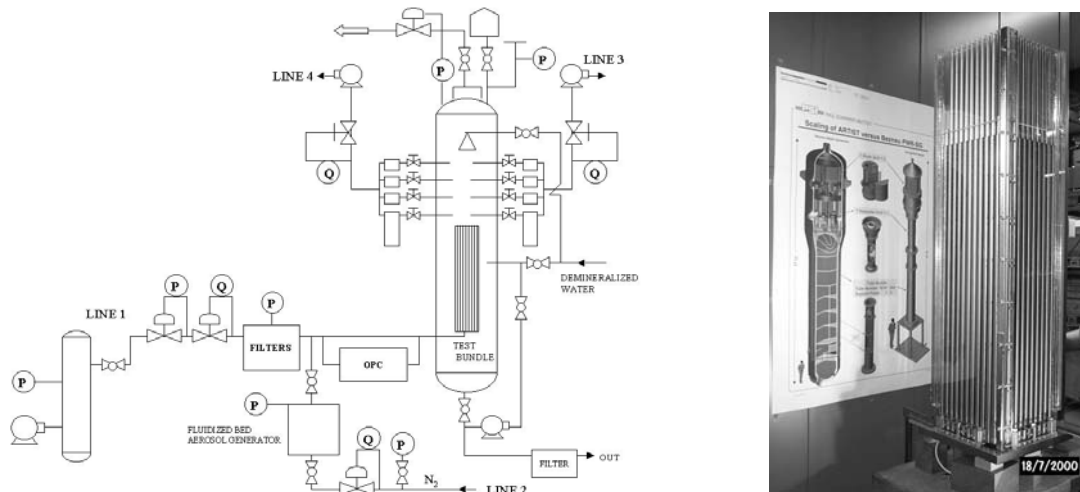 P
LINE 4
LINE 3
P
P
Q
Q
DEMINERALIZED
WATER
LINE 1
P
Q
P
FILTERS
TEST
BUNDLE
OPC
P
P
FLUIDIZED BED
AEROSOL GENERATOR
Q
P
N2
LINE 2
FILTER
OUT
Scaling of ARTIST versus Beznau PWR-SG
18/7/2000